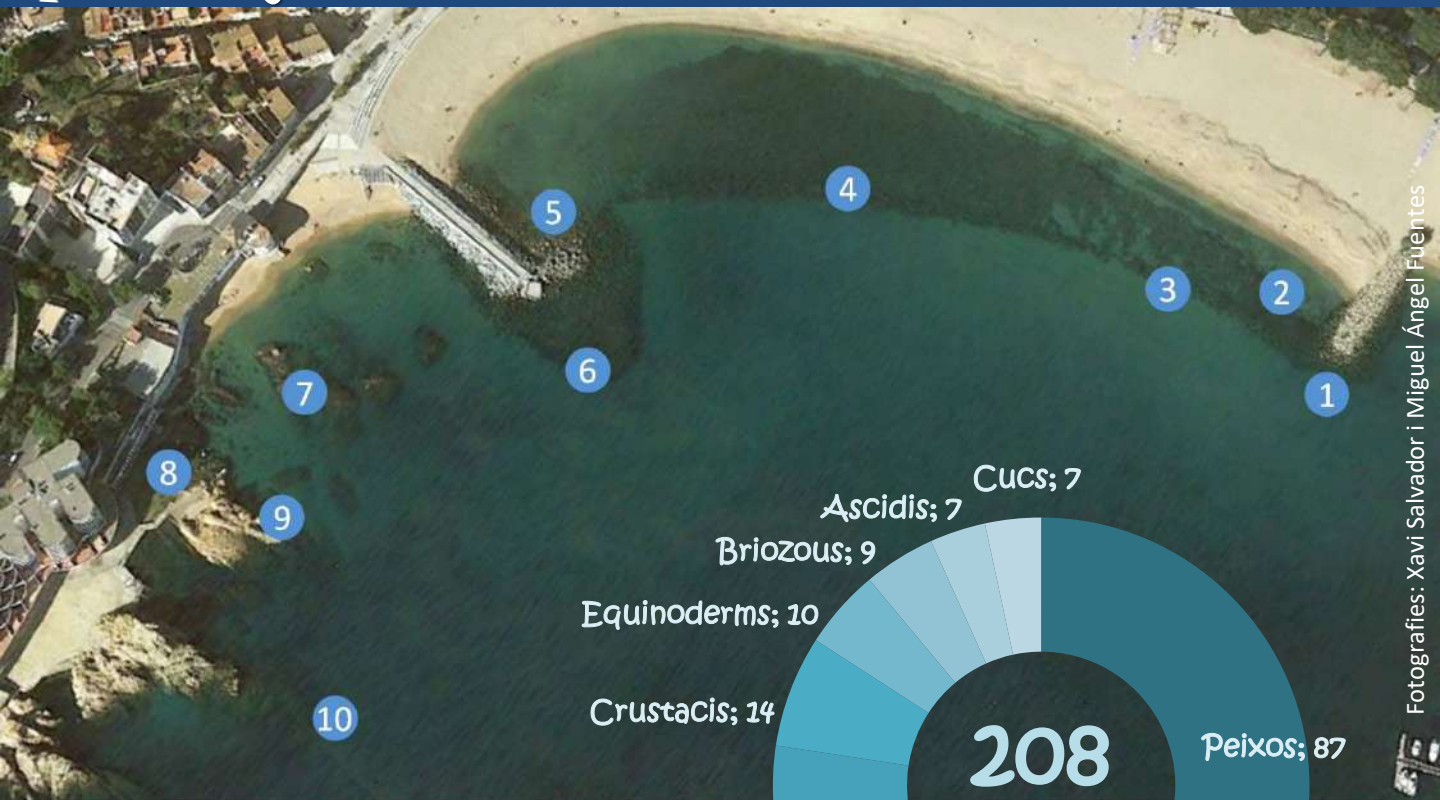 4
5
3
2
6
7
1
8
9
Cucs; 7
Ascidis; 7
Briozous; 9
Equinoderms; 10
Crustacis; 14
10
208
Peixos; 87
Fotografies: Xavi Salvador i Miguel Ángel Fuentes